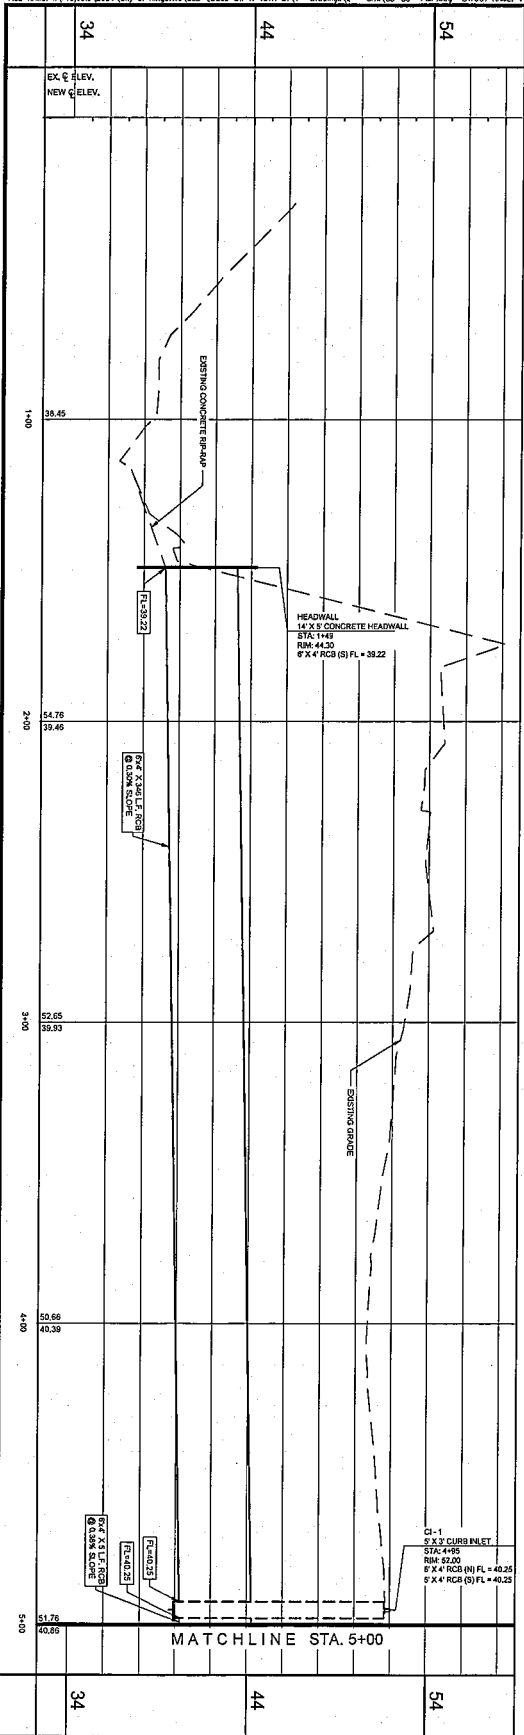 34
44
54
EX. ℄ ELEV.
NEW ℄ ELEV.
1+00
38.45
EXISTING CONCRETE RIP-RAP
FL=39.22
HEADWALL
14' X 5' CONCRETE HEADWALL
STA: 1+49
RIM: 44.30
6' X 4' RCB (S) FL = 39.22
2+00
54.76
39.46
6'x4' X 346 L.F. RCB
@ 0.30% SLOPE
3+00
52.65
39.93
EXISTING GRADE
4+00
50.66
40.39
CI - 1
5' X 3' CURB INLET
STA: 4+95
RIM: 52.00
6' X 4' RCB (N) FL = 40.25
6' X 4' RCB (S) FL = 40.25
FL=40.25
FL=40.25
6'x4' X 5 L.F. RCB
@ 0.38% SLOPE
5+00
51.76
40.86
MATCHLINE STA. 5+00
34
44
54